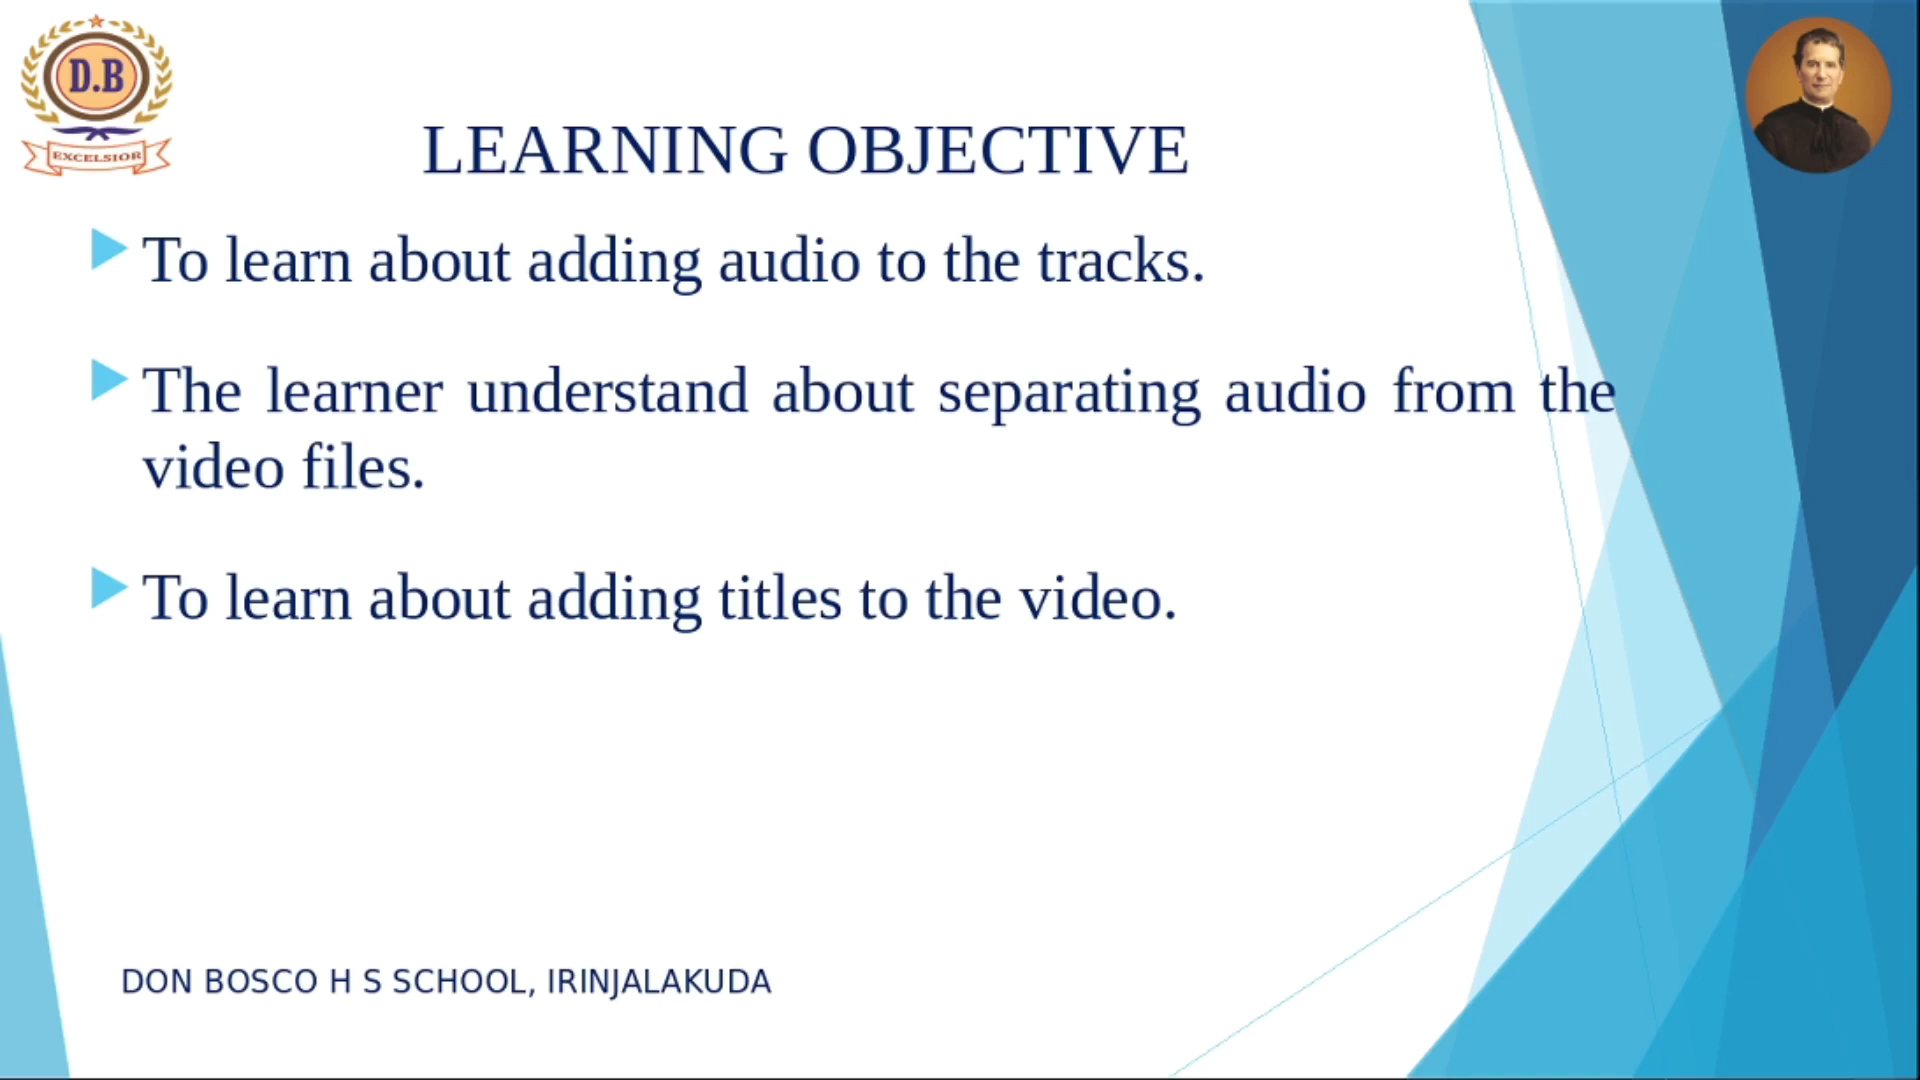 D.B
EXCELSIOR
LEARNING OBJECTIVE
To learn about adding audio to the tracks.
The learner understand about separating audio from the
video files.
To learn about adding titles to the video.
DON BOSCO H S SCHOOL, IRINJALAKUDA